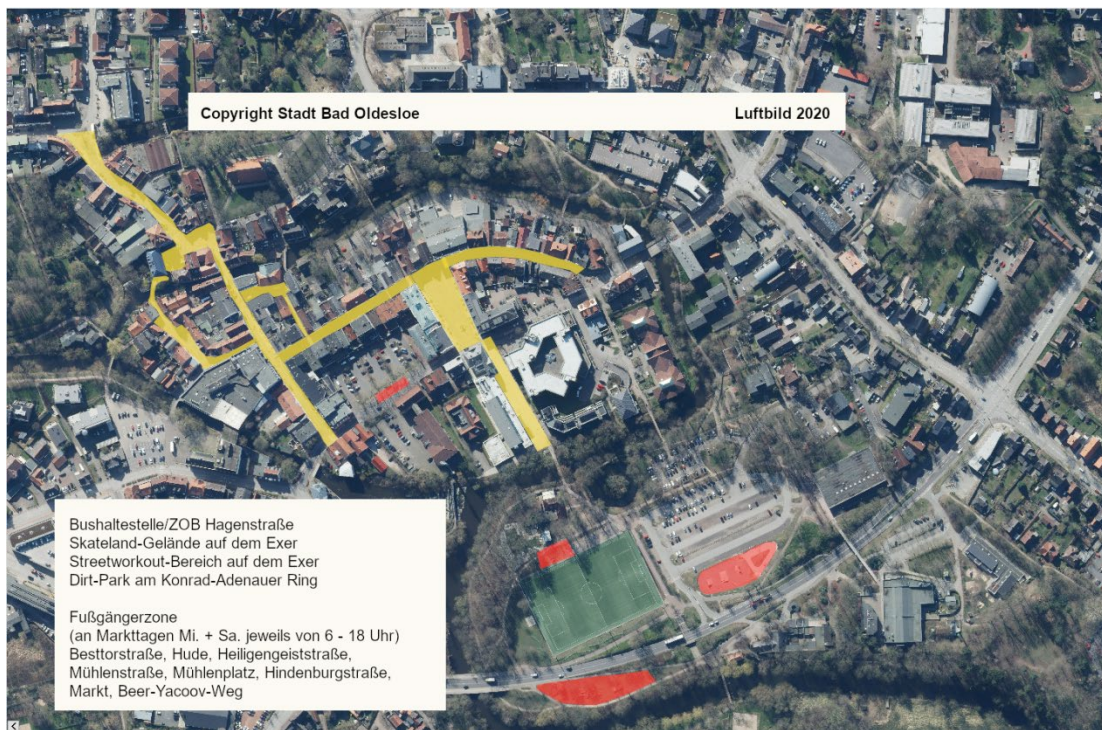 Copyright Stadt Bad Oldesloe Luftbild 2020
Bushaltestelle/ZOB Hagenstraße
Skateland-Gelände auf dem Exer
Streetworkout-Bereich auf dem Exer
Dirt-Park am Konrad-Adenauer Ring
Fußgängerzone
(an Markttagen Mi. + Sa. jeweils von 6 - 18 Uhr)
Besttorstraße, Hude, Heiligengeiststraße,
Mühlenstraße, Mühlenplatz, Hindenburgstraße,
Markt, Beer-Yacoov-Weg